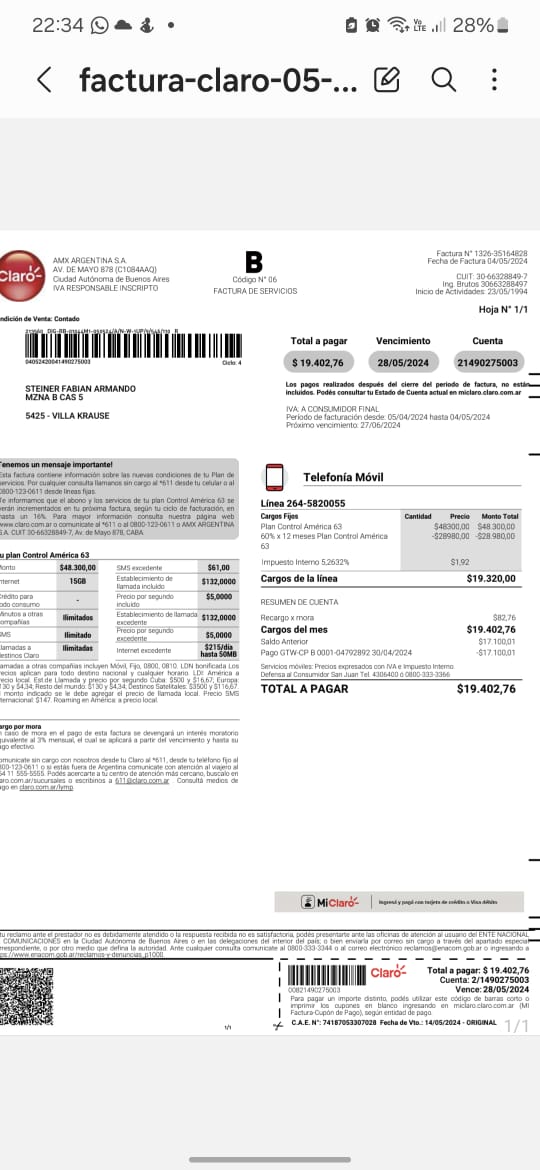 22:34
Vo LTE
28%
factura-claro-05-...
Claro
AMX ARGENTINA S.A.
AV. DE MAYO 878 (C1084AAQ)
Ciudad Autónoma de Buenos Aires
IVA RESPONSABLE INSCRIPTO
B
Código N° 06
FACTURA DE SERVICIOS
Factura N° 1326-35164828
Fecha de Factura 04/05/2024
CUIT: 30-66328849-7
Ing. Brutos 30663288497
Inicio de Actividades: 23/05/1994
Hoja N° 1/1
ndición de Venta: Contado
0405242004149027​5003
Ciclo: 4
Total a pagar
Vencimiento
Cuenta
$ 19.402,76
28/05/2024
21490275003
STEINER FABIAN ARMANDO
MZNA B CAS 5
5425 - VILLA KRAUSE
Los pagos realizados después del cierre del período de factura, no están
incluidos. Podés consultar tu Estado de Cuenta actual en miclaro.claro.com.ar
IVA: A CONSUMIDOR FINAL
Período de facturación desde: 05/04/2024 hasta 04/05/2024
Próximo vencimiento: 27/06/2024
Tenemos un mensaje importante!
Esta factura contiene información sobre las nuevas condiciones de tu Plan de
servicios. Por cualquier consulta llamanos sin cargo al *611 desde tu celular o al
0800-123-0611 desde líneas fijas.
Te informamos que el abono y los servicios de tu plan Control América 63 se
verán incrementados en tu próxima factura, según tu ciclo de facturación, en
hasta un 16%. Para mayor información consulta nuestra página web
www.claro.com.ar o comunicate al *611 o al 0800-123-0611 o AMX ARGENTINA
S.A. CUIT 30-66328849-7, Av. de Mayo 878, CABA
u plan Control América 63
Monto $48.300,00 SMS excedente $61,00
nternet 15GB Establecimiento de llamada incluido $132,0000
Crédito para todo consumo - Precio por segundo incluido $5,0000
Minutos a otras compañías Ilimitados Establecimiento de llamada excedente $132,0000
SMS Ilimitado Precio por segundo excedente $5,0000
Llamadas a destinos Claro Ilimitados Internet excedente $215/día hasta 50MB
lamadas a otras compañías incluyen Móvil, Fijo, 0800, 0810. LDN bonificada Los
recios aplican para todo destino nacional y cualquier horario. LDI América a
recio local. Est.de Llamada y precio por segundo Cuba: $500 y $16,67; Europa:
130 y $4,34; Resto del mundo: $130 y $4,34; Destinos Satelitales: $3500 y $116,67.
l monto indicado se le debe agregar el precio de llamada local. Precio SMS
ternacional: $147. Roaming en América: a precio local.
argo por mora
n caso de mora en el pago de esta factura se devengará un interés moratorio
quivalente al 3% mensual, el cual se aplicará a partir del vencimiento y hasta su
ago efectivo.
omunicate sin cargo con nosotros desde tu Claro al *611, desde tu teléfono fijo al
800-123-0611 o si estás fuera de Argentina comunicate con atención al viajero al
54 11 555-5555. Podés acercarte a tu centro de atención más cercano, buscalo en
aro.com.ar/sucursales o escribinos a 611@claro.com.ar Consultá medios de
ago en claro.com.ar/lymp.
Telefonía Móvil
Línea 264-5820055
Cargos Fijos Cantidad Precio Monto Total
Plan Control América 63 $48300,00 $48.300,00
60% x 12 meses Plan Control América -$28980,00 -$28.980,00
63
Impuesto Interno 5,2632% $1,92
Cargos de la línea $19.320,00
RESUMEN DE CUENTA
Recargo x mora $82,76
Cargos del mes $19.402,76
Saldo Anterior $17.100,01
Pago GTW-CP B 0001-04792892 30/04/2024 -$17.100,01
Servicios móviles: Precios expresados con IVA e Impuesto Interno
Defensa al Consumidor San Juan Tel. 4306400 o 0800-333-3366
TOTAL A PAGAR $19.402,76
MiClaro
Ingresá y pagá con tarjeta de crédito o Visa débito
tu reclamo ante el prestador no es debidamente atendido o la respuesta recibida no es satisfactoria, podés presentarte ante las oficinas de atención al usuario del ENTE NACIONAL
COMUNICACIONES en la Ciudad Autónoma de Buenos Aires o en las delegaciones del interior del país; o bien enviarla por correo sin cargo a través del apartado especial
rrespondiente, o por otro medio que defina la autoridad. Ante cualquier consulta comunicate al 0800-333-3344 o al correo electrónico reclamos@enacom.gob.ar o ingresando a
ps://www.enacom.gob.ar/reclamos-y-denuncias_p1000.
1/1
00821490275003
Claro
Total a pagar: $ 19.402,76
Cuenta: 2/1490275003
Vence: 28/05/2024
Para pagar un importe distinto, podés utilizar este código de barras corto o
imprimir los cupones en blanco ingresando en miclaro.claro.com.ar (Mi
Factura-Cupón de Pago), según entidad de pago.
C.A.E. N°: 74187053307028 Fecha de Vto.: 14/05/2024 - ORIGINAL
1/1